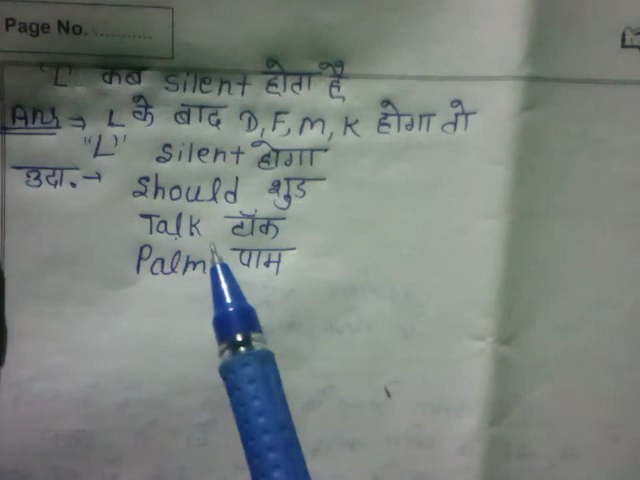 Page No. ...........
"L" कब silent होता है
Ans → L के बाद D, F, M, K होगा तो
"L" silent होगा
उदा. → Should शुड
Talk टॉक
Palm पाम